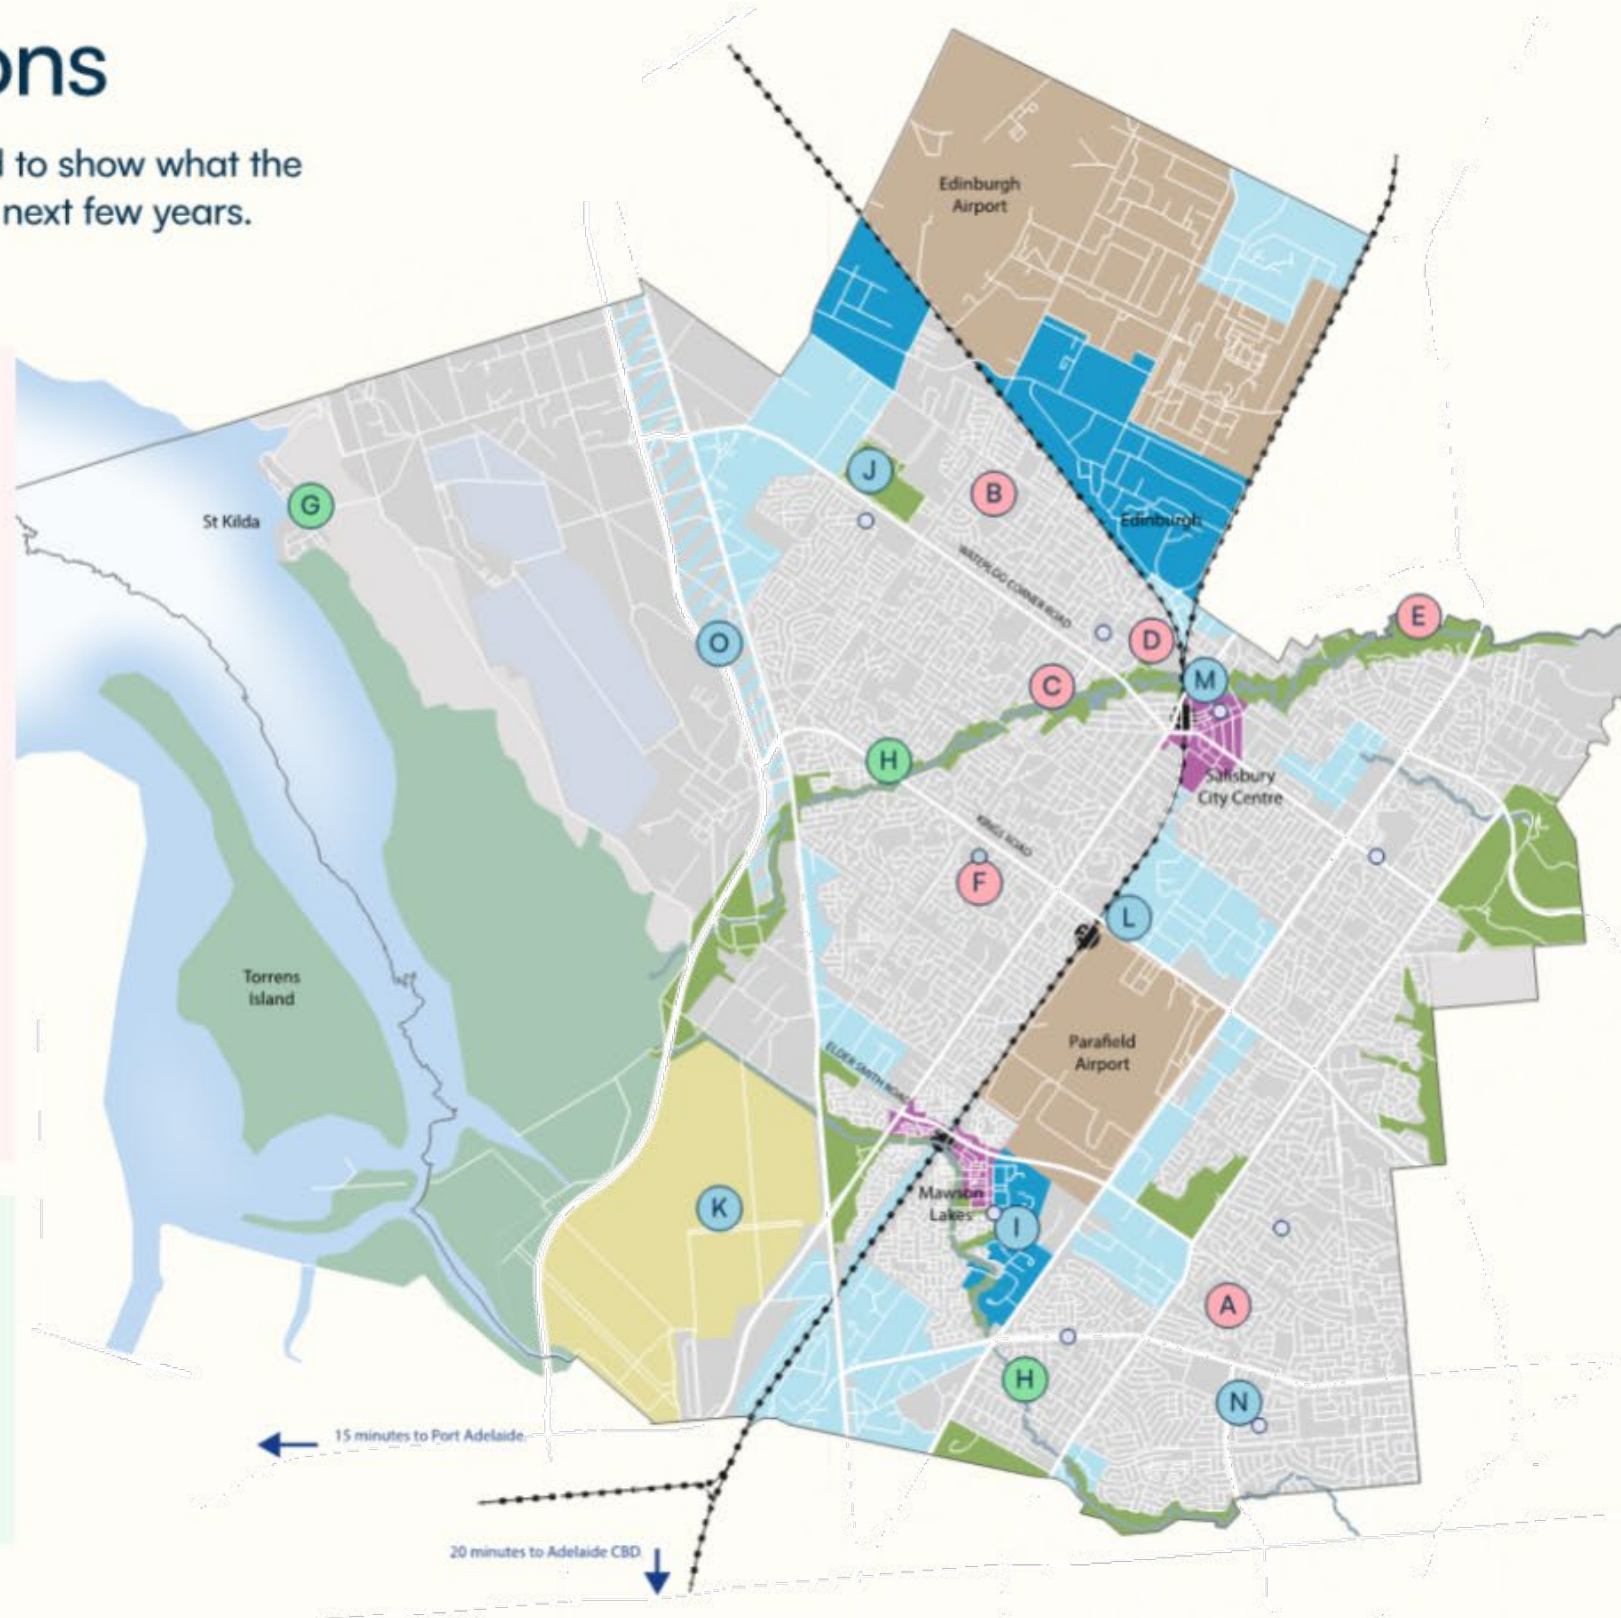 ons
to show what the
next few years.
Edinburgh
Airport
J
B
G
St Kilda
Edinburgh
WATERLOO CORNER ROAD
E
D
O
C
M
H
Salisbury
City Centre
KINGS ROAD
F
L
Torrens
Island
Parafield
Airport
ELDER SMITH ROAD
K
Mawson
Lakes
I
A
H
N
15 minutes to Port Adelaide
20 minutes to Adelaide CBD